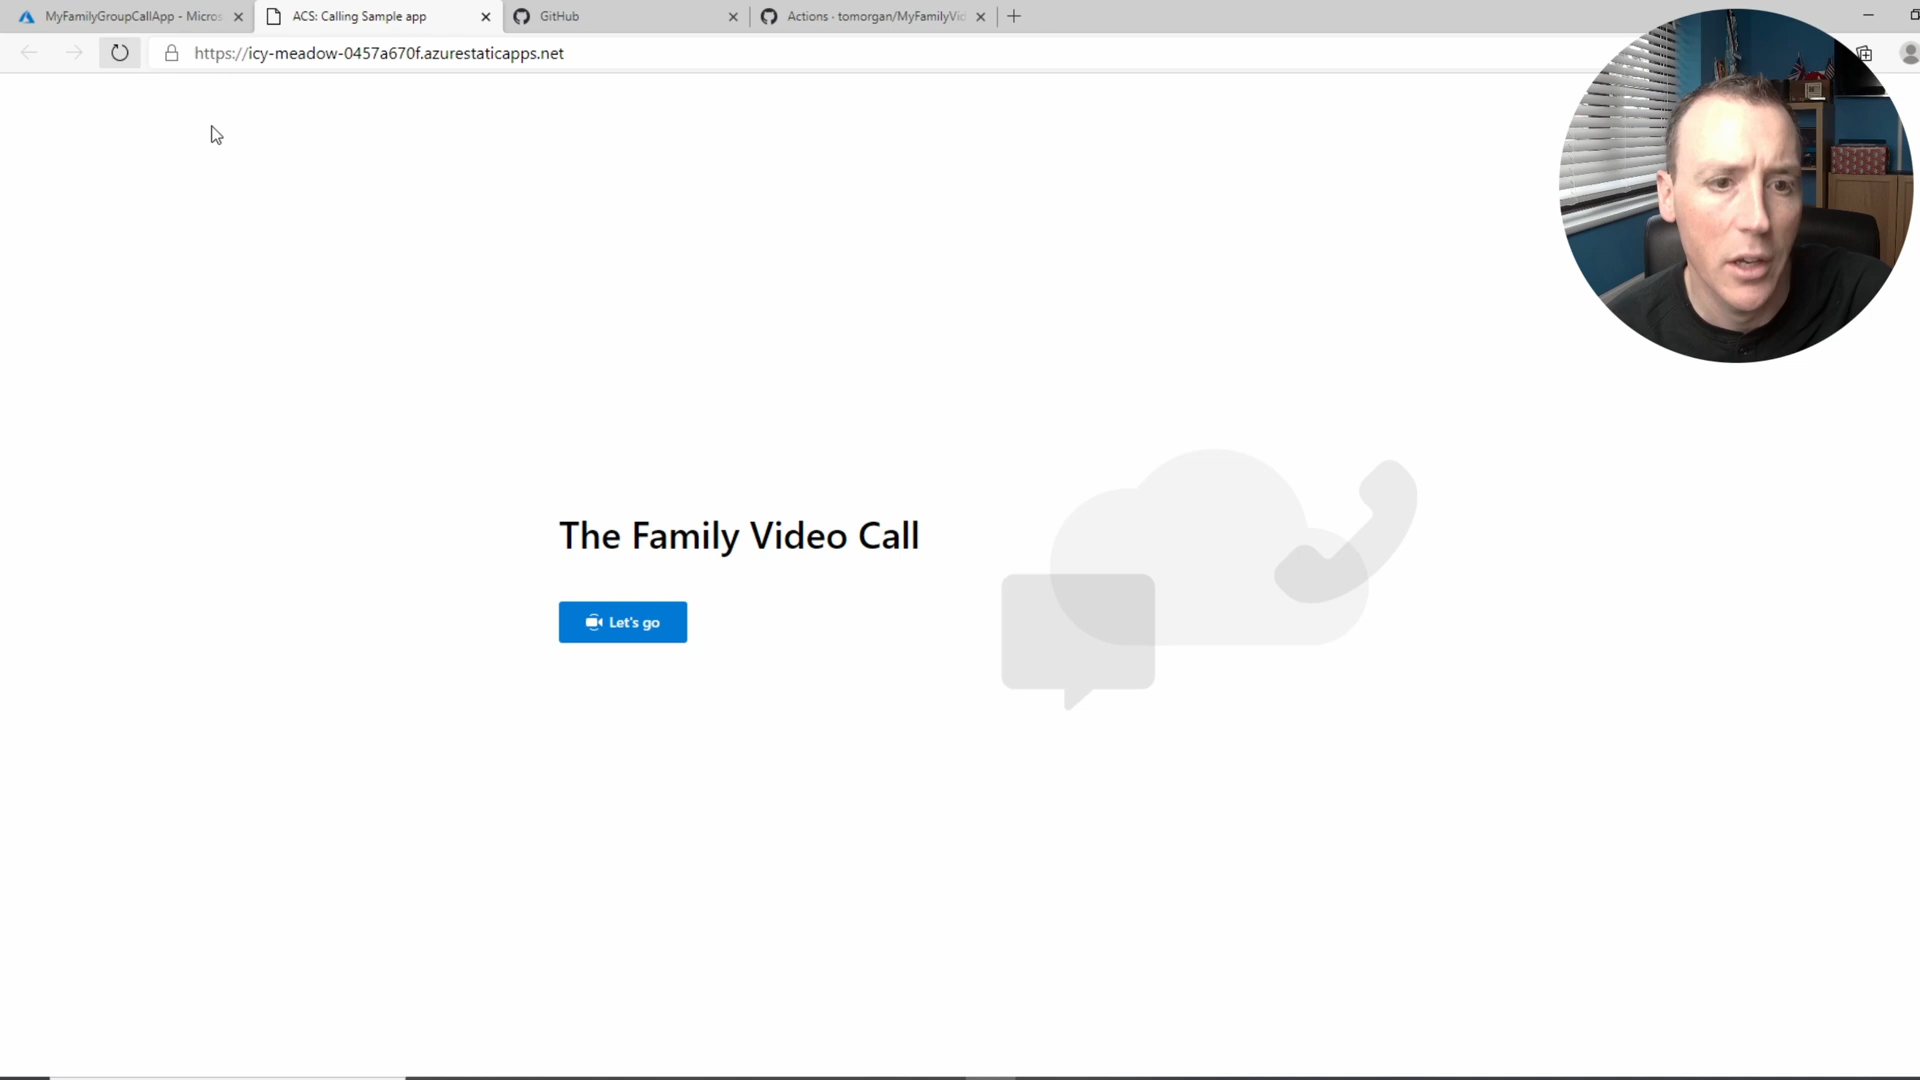 MyFamilyGroupCallApp - Micros
ACS: Calling Sample app
GitHub
Actions · tomorgan/MyFamilyVid
https://icy-meadow-0457a670f.azurestaticapps.net
The Family Video Call
Let's go